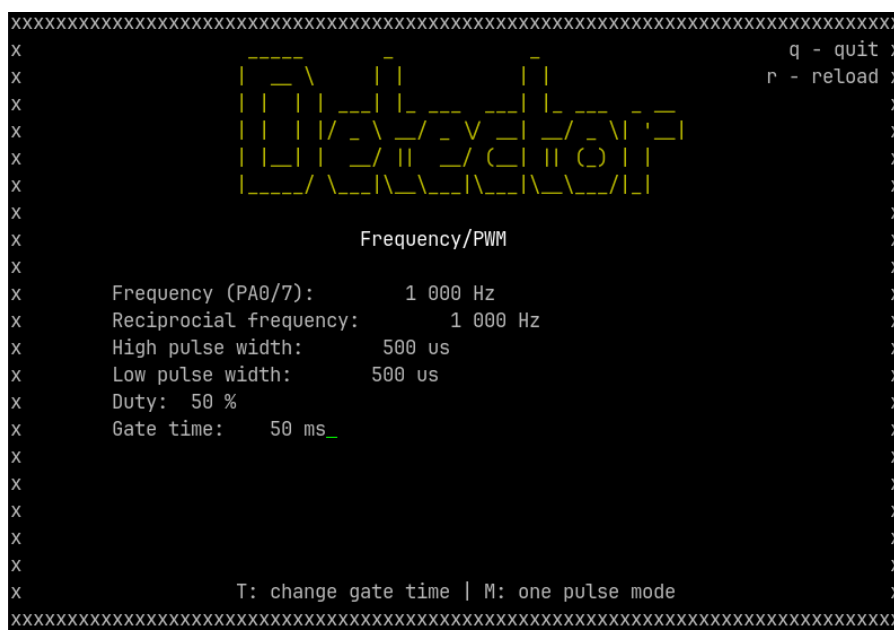 xxxxxxxxxxxxxxxxxxxxxxxxxxxxxxxxxxxxxxxxxxxxxxxxxxxxxxxxxxxxxxxxxxxxxxxxxxxxxxx
q - quit
r - reload
Detector
Frequency/PWM
Frequency (PA0/7): 1 000 Hz
Reciprocial frequency: 1 000 Hz
High pulse width: 500 us
Low pulse width: 500 us
Duty: 50 %
Gate time: 50 ms_
T: change gate time | M: one pulse mode
xxxxxxxxxxxxxxxxxxxxxxxxxxxxxxxxxxxxxxxxxxxxxxxxxxxxxxxxxxxxxxxxxxxxxxxxxxxxxxx